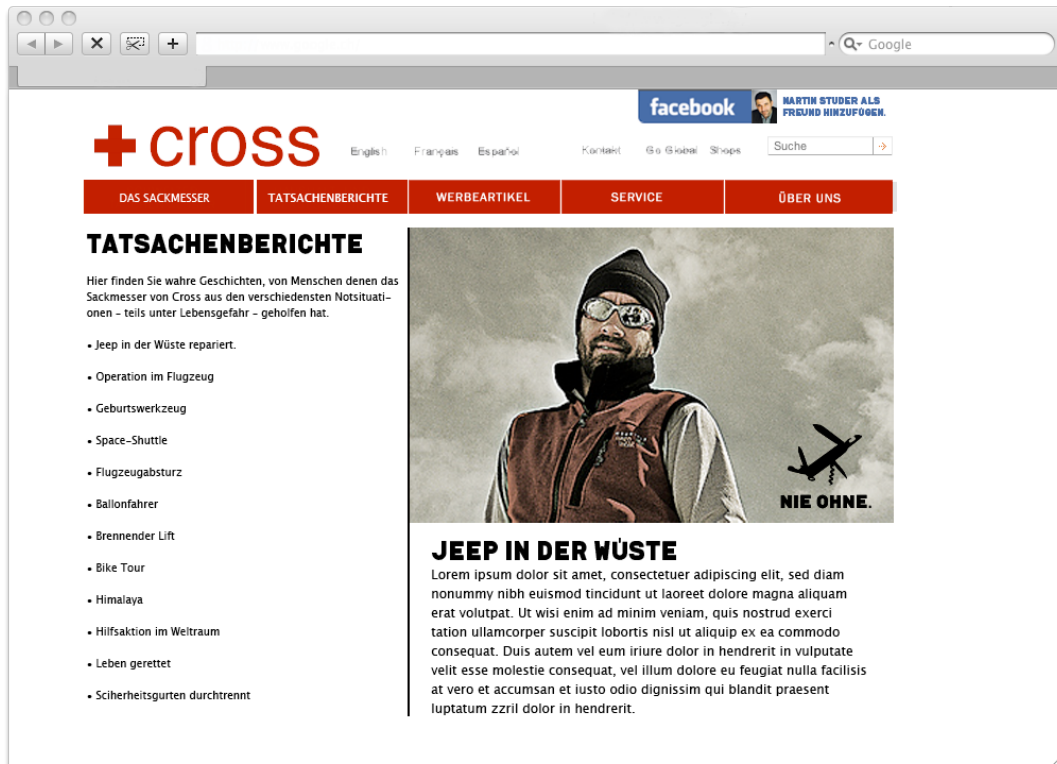 Google
facebook
MARTIN STUDER ALS
FREUND HINZUFÜGEN.
cross
English Français Español Kontakt Go Global Shops Suche
DAS SACKMESSER TATSACHENBERICHTE WERBEARTIKEL SERVICE ÜBER UNS
TATSACHENBERICHTE
Hier finden Sie wahre Geschichten, von Menschen denen das
Sackmesser von Cross aus den verschiedensten Notsituati-
onen – teils unter Lebensgefahr – geholfen hat.
• Jeep in der Wüste repariert.
• Operation im Flugzeug
• Geburtswerkzeug
• Space-Shuttle
• Flugzeugabsturz
• Ballonfahrer
• Brennender Lift
• Bike Tour
• Himalaya
• Hilfsaktion im Weltraum
• Leben gerettet
• Sciherheitsgurten durchtrennt
NIE OHNE.
JEEP IN DER WÜSTE
Lorem ipsum dolor sit amet, consectetuer adipiscing elit, sed diam
nonummy nibh euismod tincidunt ut laoreet dolore magna aliquam
erat volutpat. Ut wisi enim ad minim veniam, quis nostrud exerci
tation ullamcorper suscipit lobortis nisl ut aliquip ex ea commodo
consequat. Duis autem vel eum iriure dolor in hendrerit in vulputate
velit esse molestie consequat, vel illum dolore eu feugiat nulla facilisis
at vero et accumsan et iusto odio dignissim qui blandit praesent
luptatum zzril dolor in hendrerit.